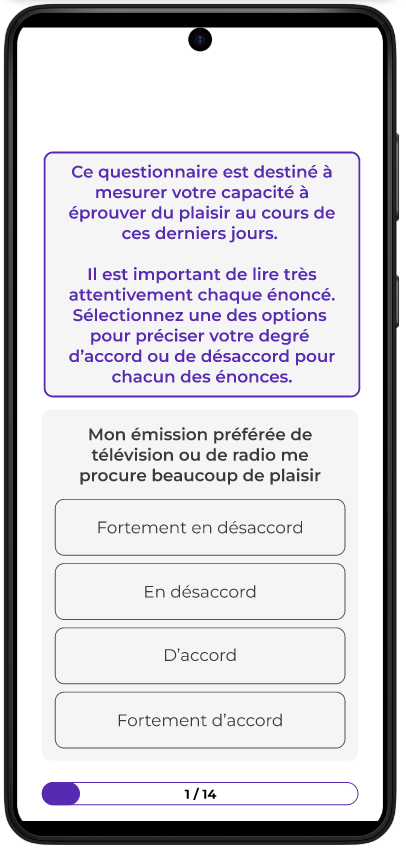 Ce questionnaire est destiné à
mesurer votre capacité à
éprouver du plaisir au cours de
ces derniers jours.
Il est important de lire très
attentivement chaque énoncé.
Sélectionnez une des options
pour préciser votre degré
d'accord ou de désaccord pour
chacun des énonces.
Mon émission préférée de
télévision ou de radio me
procure beaucoup de plaisir
Fortement en désaccord
En désaccord
D'accord
Fortement d'accord
1 / 14